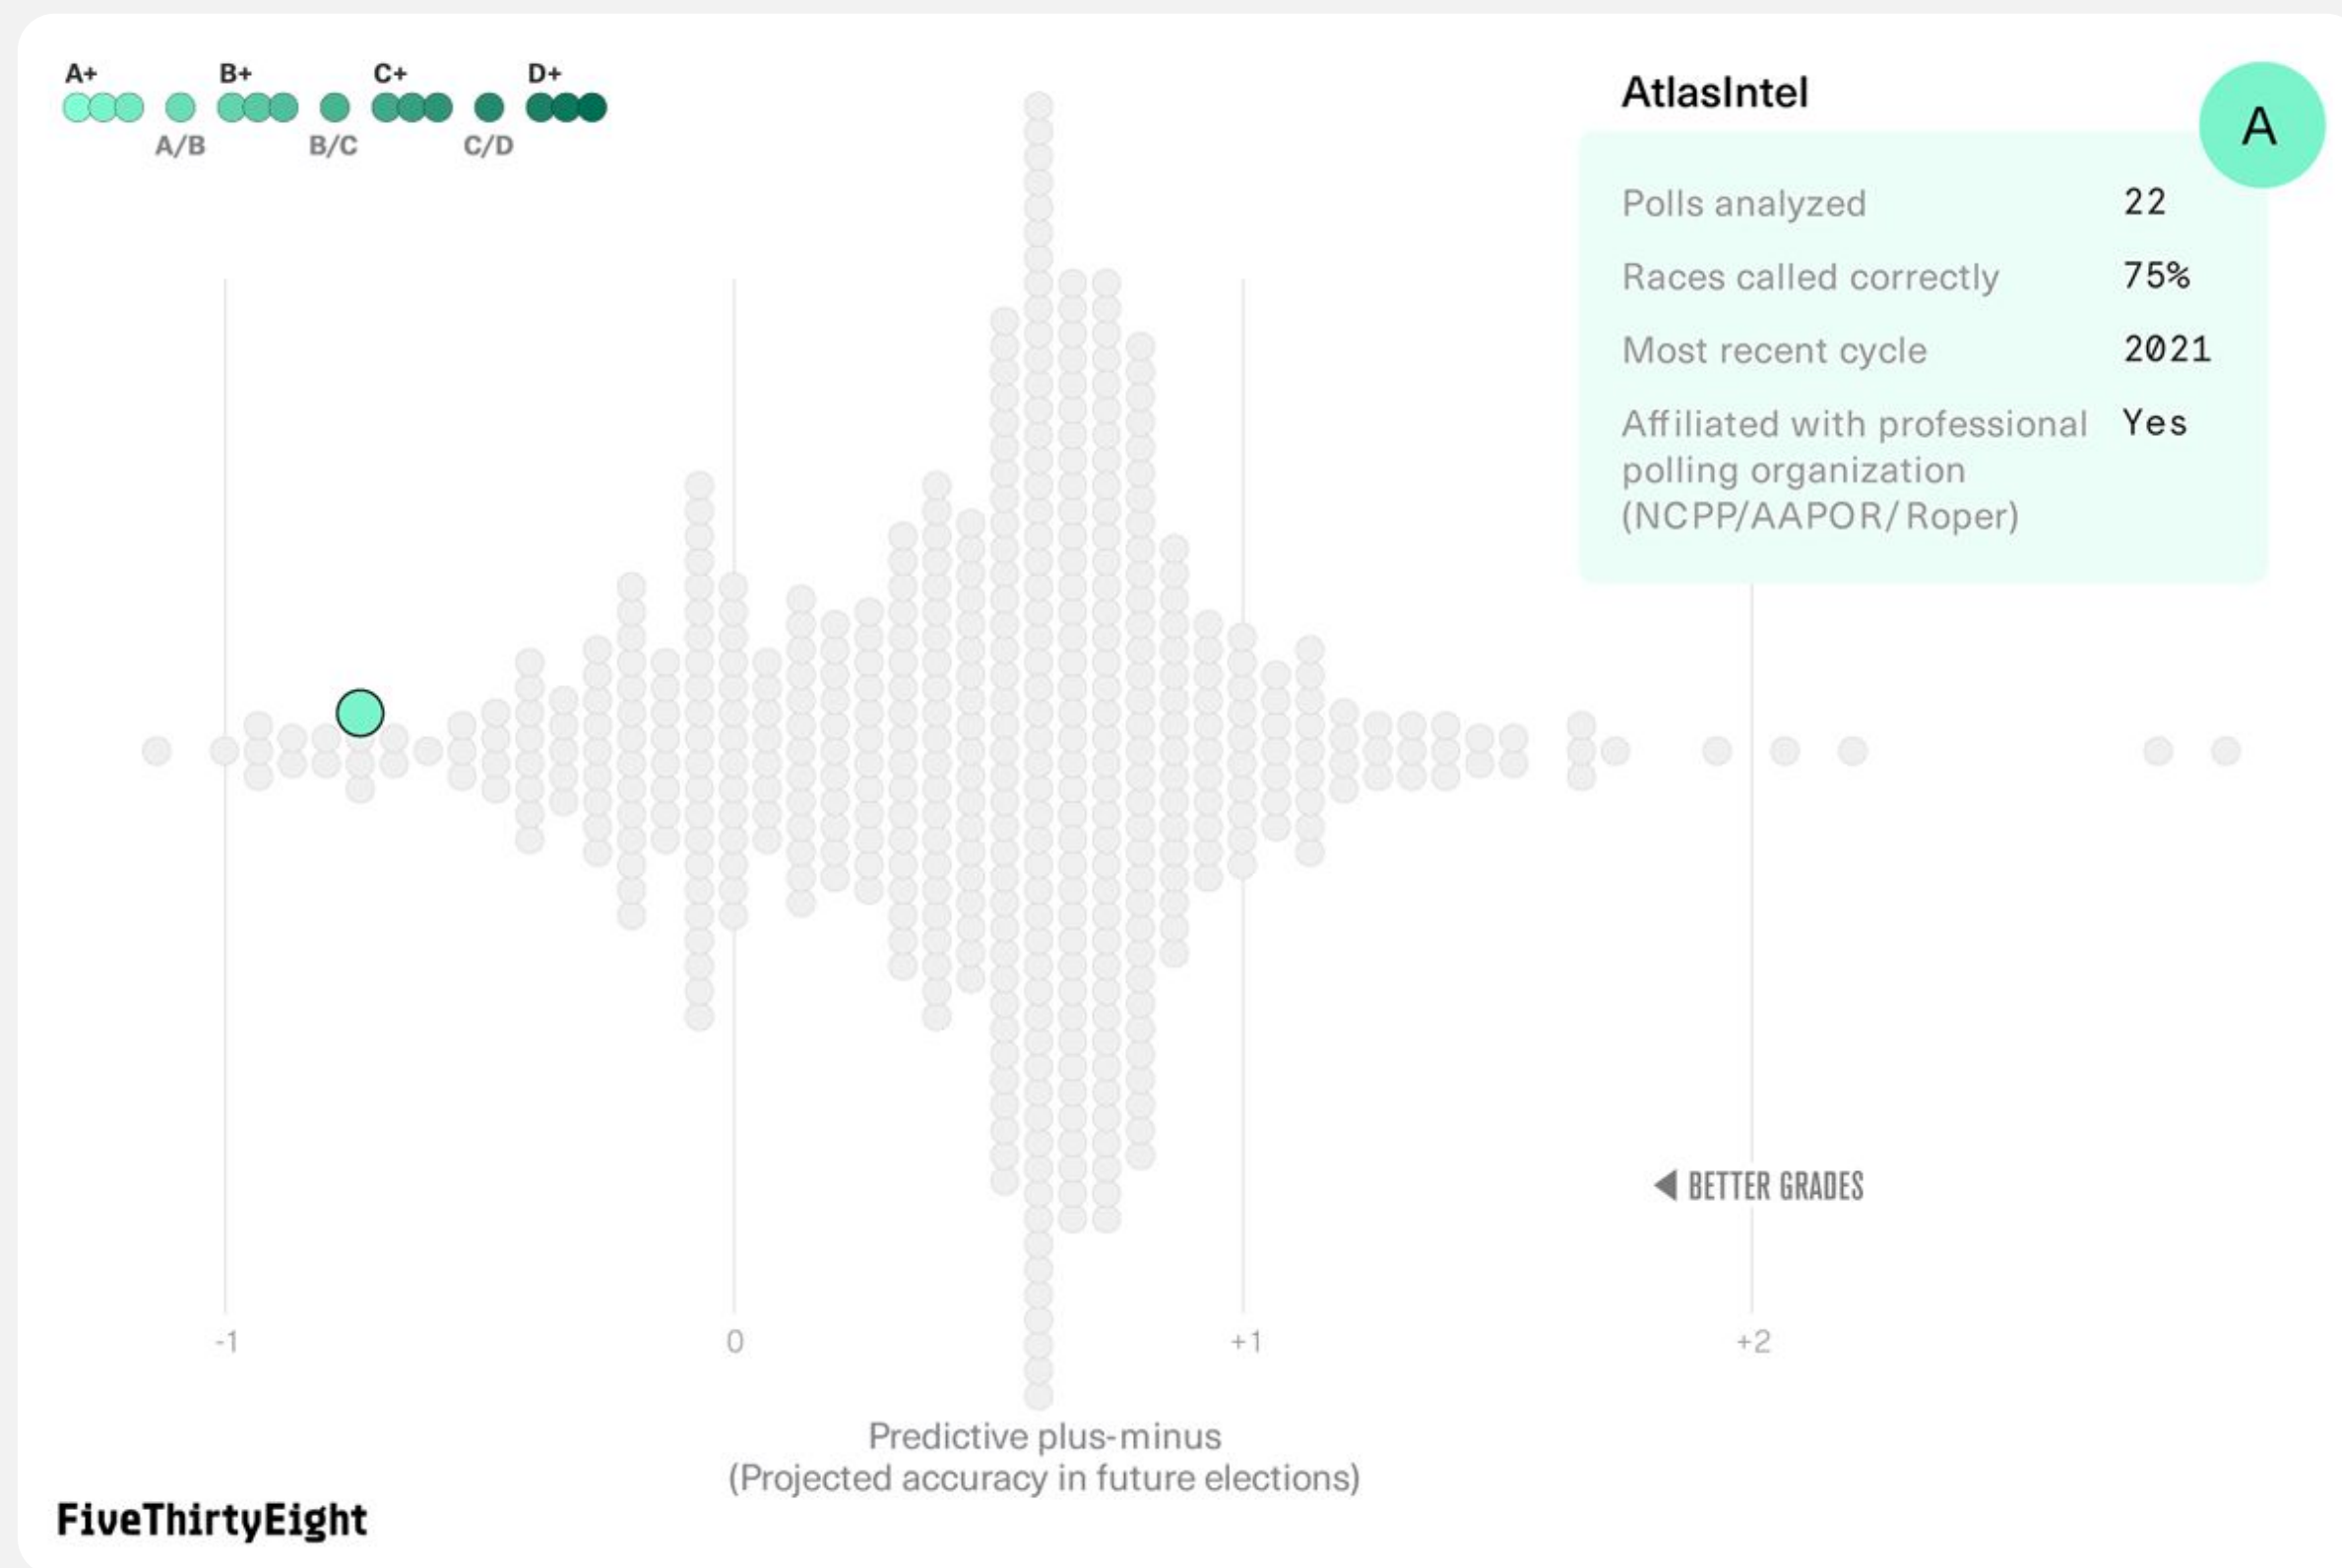 A+ B+ C+ D+
A/B B/C C/D
AtlasIntel
A
Polls analyzed 22
Races called correctly 75%
Most recent cycle 2021
Affiliated with professional Yes
polling organization
(NCPP/AAPOR/Roper)
BETTER GRADES
-1 0 +1 +2
Predictive plus-minus
(Projected accuracy in future elections)
FiveThirtyEight